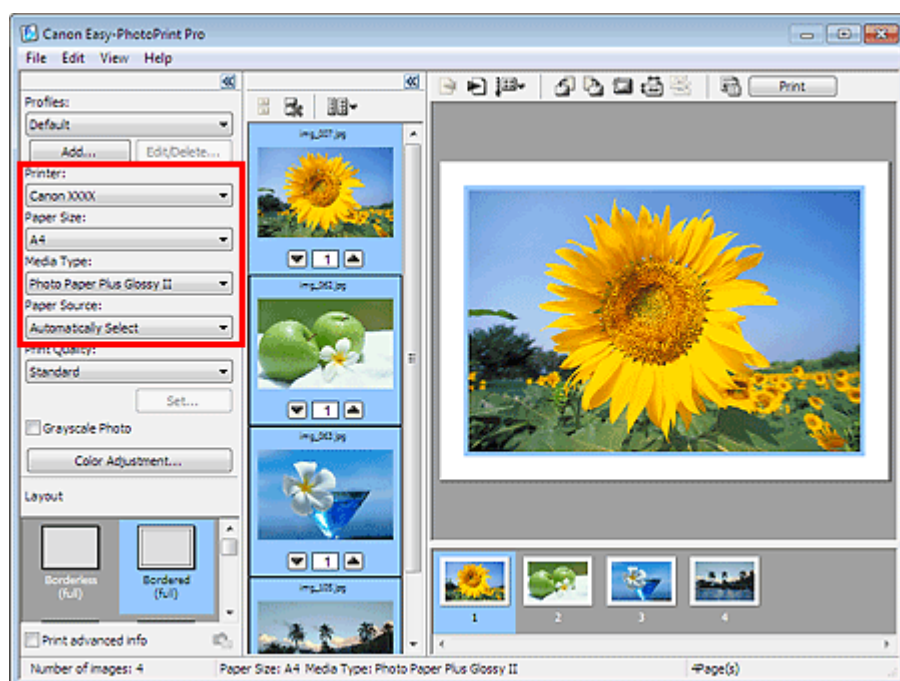 Canon Easy-PhotoPrint Pro
File Edit View Help
Profiles:
Default
Add... Edit/Delete...
Printer:
Canon XXXX
Paper Size:
A4
Media Type:
Photo Paper Plus Glossy II
Paper Source:
Automatically Select
Print Quality:
Standard
Set...
Grayscale Photo
Color Adjustment...
Layout
Borderless (full)
Bordered (full)
Print advanced info
img_007.jpg
1
img_062.jpg
1
img_063.jpg
1
img_105.jpg
Print
1 2 3 4
Number of images: 4
Paper Size: A4 Media Type: Photo Paper Plus Glossy II
Page(s)